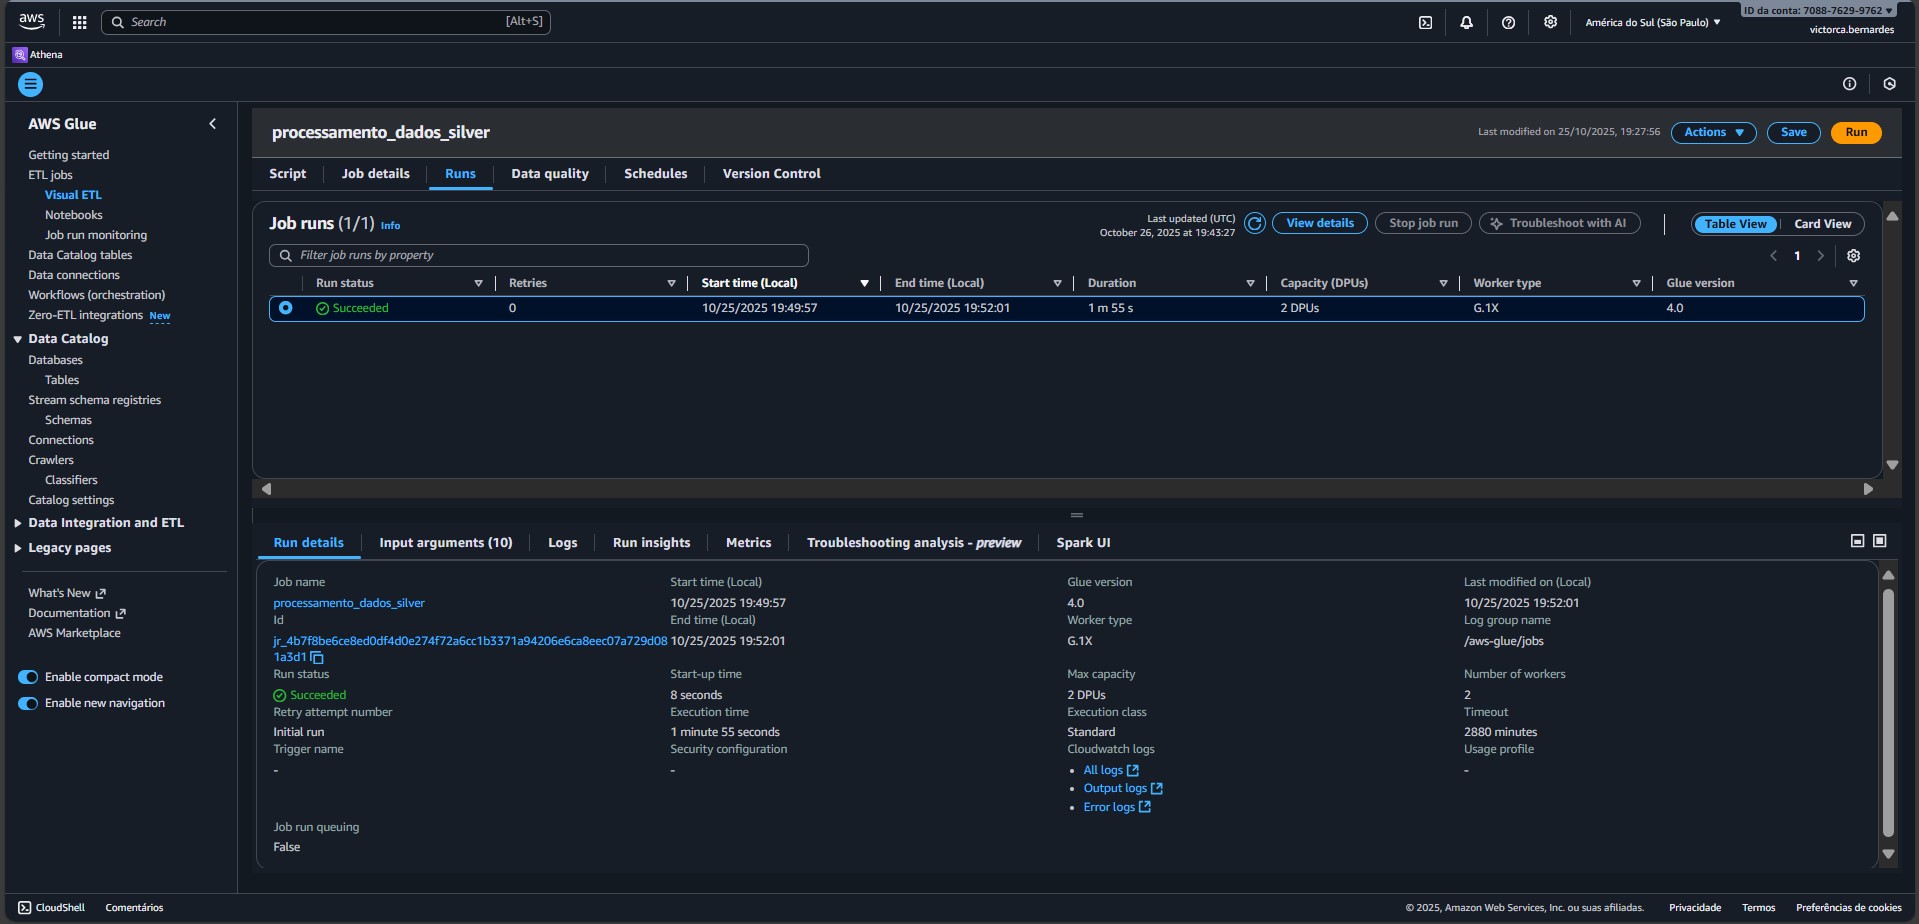 aws
Search [Alt+S]
América do Sul (São Paulo) ▼
ID da conta: 7088-7629-9762 ▼
victorca.bernardes
Athena
AWS Glue
Getting started
ETL jobs
Visual ETL
Notebooks
Job run monitoring
Data Catalog tables
Data connections
Workflows (orchestration)
Zero-ETL integrations New
Data Catalog
Databases
Tables
Stream schema registries
Schemas
Connections
Crawlers
Classifiers
Catalog settings
Data Integration and ETL
Legacy pages
What's New
Documentation
AWS Marketplace
Enable compact mode
Enable new navigation
processamento_dados_silver
Last modified on 25/10/2025, 19:27:56
Actions ▼
Save
Run
Script Job details Runs Data quality Schedules Version Control
Job runs (1/1) Info
Last updated (UTC)
October 26, 2025 at 19:43:27
View details
Stop job run
Troubleshoot with AI
Table View
Card View
Filter job runs by property
1
Run status Retries Start time (Local) End time (Local) Duration Capacity (DPUs) Worker type Glue version
Succeeded 0 10/25/2025 19:49:57 10/25/2025 19:52:01 1 m 55 s 2 DPUs G.1X 4.0
Run details Input arguments (10) Logs Run insights Metrics Troubleshooting analysis - preview Spark UI
Job name Start time (Local) Glue version Last modified on (Local)
processamento_dados_silver 10/25/2025 19:49:57 4.0 10/25/2025 19:52:01
Id End time (Local) Worker type Log group name
jr_4b7f8be6ce8ed0df4d0e274f72a6cc1b3371a94206e6ca8eec07a729d08 10/25/2025 19:52:01 G.1X /aws-glue/jobs
1a3d1
Run status Start-up time Max capacity Number of workers
Succeeded 8 seconds 2 DPUs 2
Retry attempt number Execution time Execution class Timeout
Initial run 1 minute 55 seconds Standard 2880 minutes
Trigger name Security configuration Cloudwatch logs Usage profile
- - • All logs -
• Output logs
• Error logs
Job run queuing
False
CloudShell Comentários © 2025, Amazon Web Services, Inc. ou suas afiliadas. Privacidade Termos Preferências de cookies